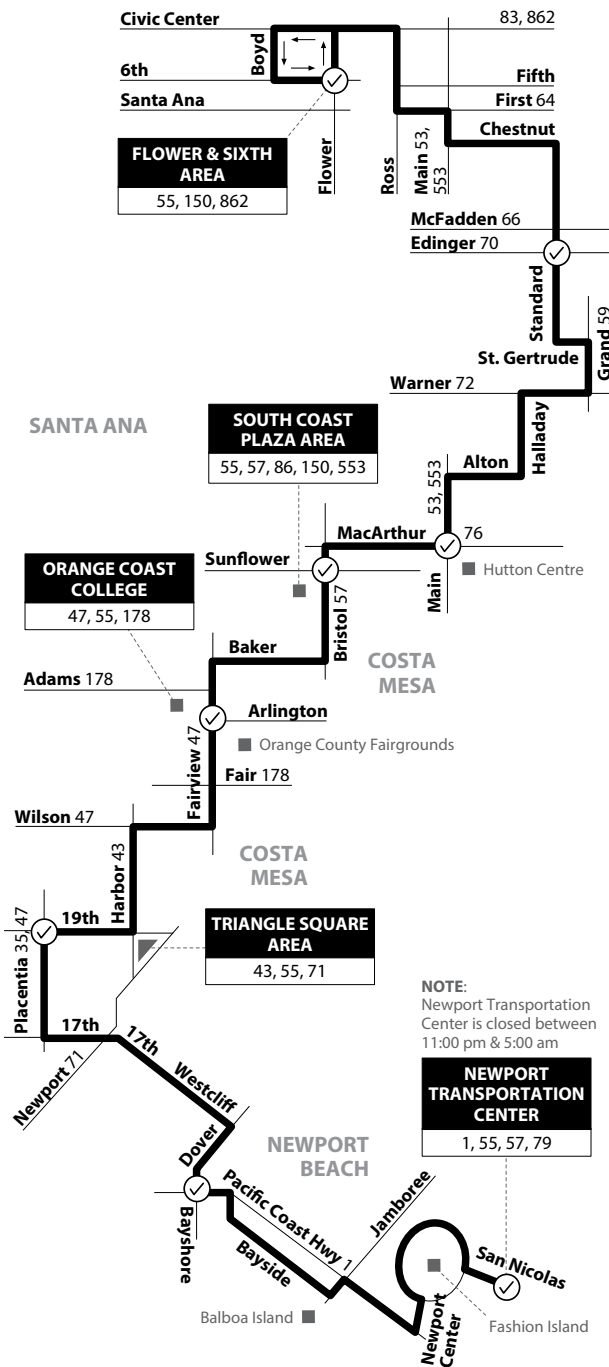 Civic Center
83, 862
Boyd
6th
Fifth
Santa Ana
First 64
Chestnut
FLOWER & SIXTH
AREA
55, 150, 862
Flower
Ross
Main 53,
553
McFadden 66
Edinger 70
Standard
Grand 59
St. Gertrude
Warner 72
Halladay
SANTA ANA
SOUTH COAST
PLAZA AREA
55, 57, 86, 150, 553
Alton
53, 553
MacArthur
76
Sunflower
Main
Hutton Centre
ORANGE COAST
COLLEGE
47, 55, 178
Bristol 57
Baker
COSTA
MESA
Adams 178
Arlington
Orange County Fairgrounds
Fairview 47
Fair 178
Wilson 47
Harbor 43
COSTA
MESA
19th
Placentia 35, 47
TRIANGLE SQUARE
AREA
43, 55, 71
17th
17th
Newport 71
Westcliff
Dover
NEWPORT
BEACH
NOTE:
Newport Transportation
Center is closed between
11:00 pm & 5:00 am
NEWPORT
TRANSPORTATION
CENTER
1, 55, 57, 79
Bayshore
Pacific Coast Hwy 1
Jamboree
Bayside
San Nicolas
Balboa Island
Newport
Center
Fashion Island